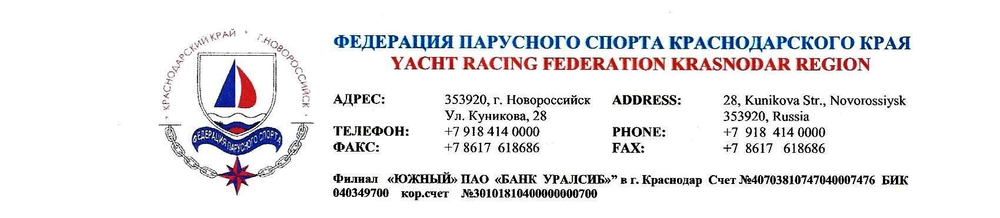 КРАСНОДАРСКИЙ КРАЙ * Г.НОВОРОССИЙСК
ФЕДЕРАЦИЯ ПАРУСНОГО СПОРТА
ФЕДЕРАЦИЯ ПАРУСНОГО СПОРТА КРАСНОДАРСКОГО КРАЯ
YACHT RACING FEDERATION KRASNODAR REGION
АДРЕС: 353920, г. Новороссийск ADDRESS: 28, Kunikova Str., Novorossiysk
Ул. Куникова, 28 353920, Russia
ТЕЛЕФОН: +7 918 414 0000 PHONE: +7 918 414 0000
ФАКС: +7 8617 618686 FAX: +7 8617 618686
Филиал «ЮЖНЫЙ» ПАО «БАНК УРАЛСИБ»” в г. Краснодар Счет №40703810747040007476 БИК
040349700 кор.счет №30101810400000000700